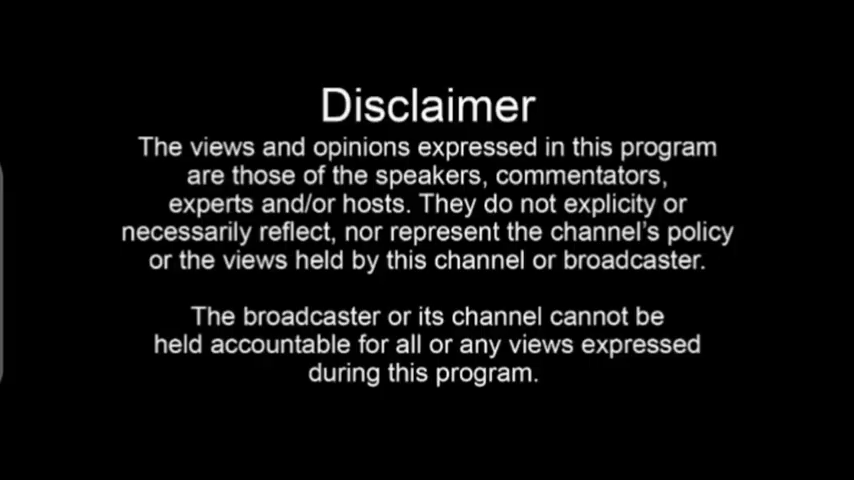 Disclaimer
The views and opinions expressed in this program
are those of the speakers, commentators,
experts and/or hosts. They do not explicity or
necessarily reflect, nor represent the channel's policy
or the views held by this channel or broadcaster.
The broadcaster or its channel cannot be
held accountable for all or any views expressed
during this program.